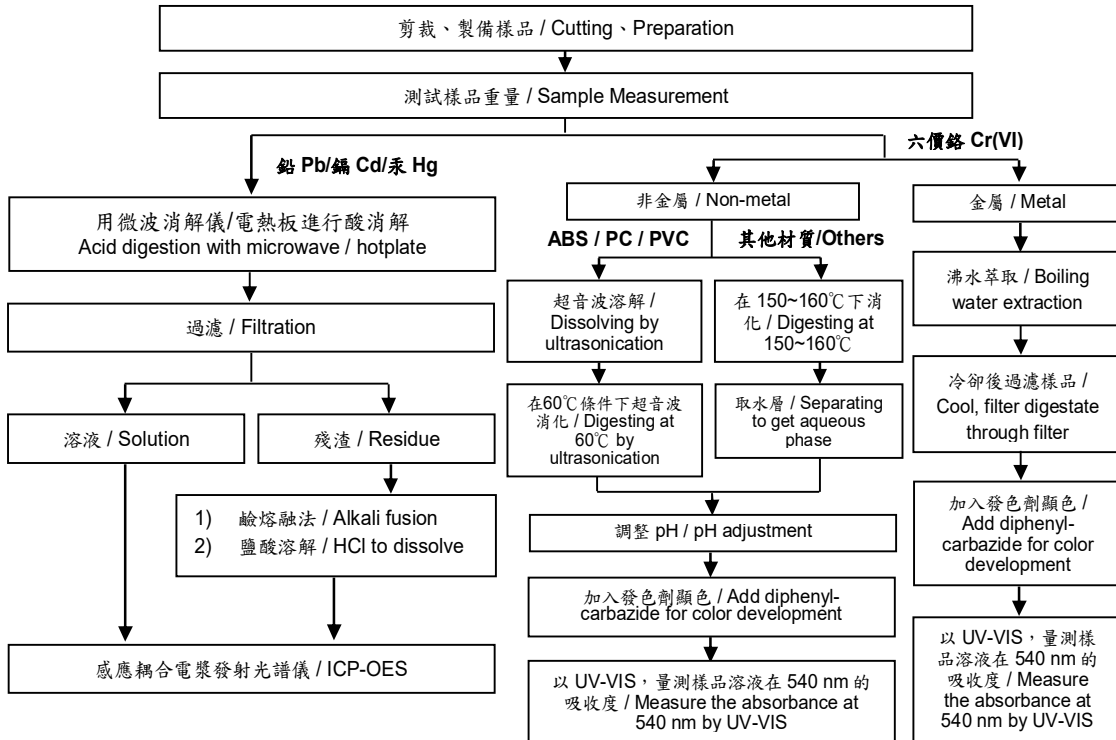 剪裁、製備樣品 / Cutting、Preparation
測試樣品重量 / Sample Measurement
鉛 Pb/鎘 Cd/汞 Hg
用微波消解儀/電熱板進行酸消解
Acid digestion with microwave / hotplate
過濾 / Filtration
溶液 / Solution
殘渣 / Residue
1) 鹼熔融法 / Alkali fusion
2) 鹽酸溶解 / HCl to dissolve
感應耦合電漿發射光譜儀 / ICP-OES
六價鉻 Cr(VI)
非金屬 / Non-metal
ABS / PC / PVC
超音波溶解 /
Dissolving by
ultrasonication
在60℃條件下超音波
消化 / Digesting at
60℃ by
ultrasonication
其他材質/Others
在 150~160℃下消
化 / Digesting at
150~160℃
取水層 / Separating
to get aqueous
phase
調整 pH / pH adjustment
加入發色劑顯色 / Add diphenyl-
carbazide for color development
以 UV-VIS，量測樣品溶液在 540 nm 的
吸收度 / Measure the absorbance at
540 nm by UV-VIS
金屬 / Metal
沸水萃取 / Boiling
water extraction
冷卻後過濾樣品 /
Cool, filter digestate
through filter
加入發色劑顯色 /
Add diphenyl-
carbazide for color
development
以 UV-VIS，量測樣
品溶液在 540 nm 的
吸收度 / Measure
the absorbance at
540 nm by UV-VIS